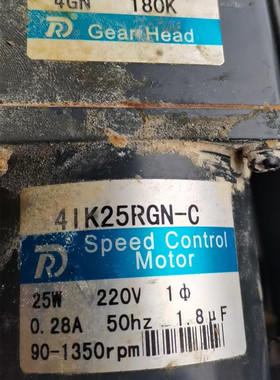 4GN 180K
Gear Head
4IK25RGN-C
Speed Control
Motor
25W 220V 1Φ
0.28A 50hz 1.8μF
90-1350rpm